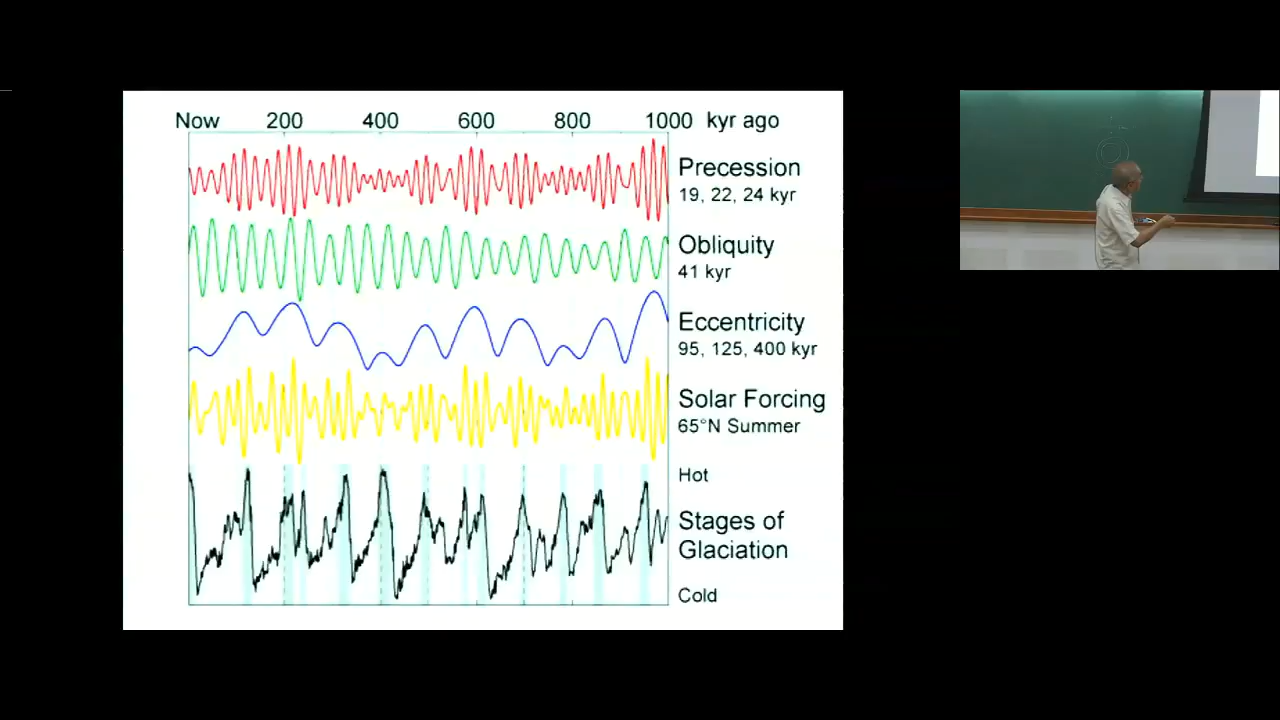 Now 200 400 600 800 1000 kyr ago
Precession
19, 22, 24 kyr
Obliquity
41 kyr
Eccentricity
95, 125, 400 kyr
Solar Forcing
65°N Summer
Hot
Stages of
Glaciation
Cold